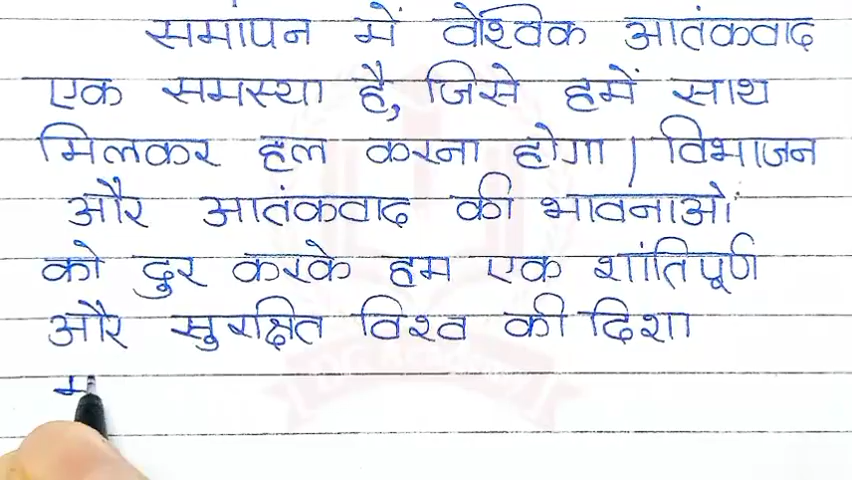 समापन में वैश्विक आतंकवाद
एक समस्या है, जिसे हमें साथ
मिलकर हल करना होगा। विभाजन
और आतंकवाद की भावनाओं
को दुर करके हम एक शांतिपूर्ण
और सुरक्षित विश्व की दिशा
म